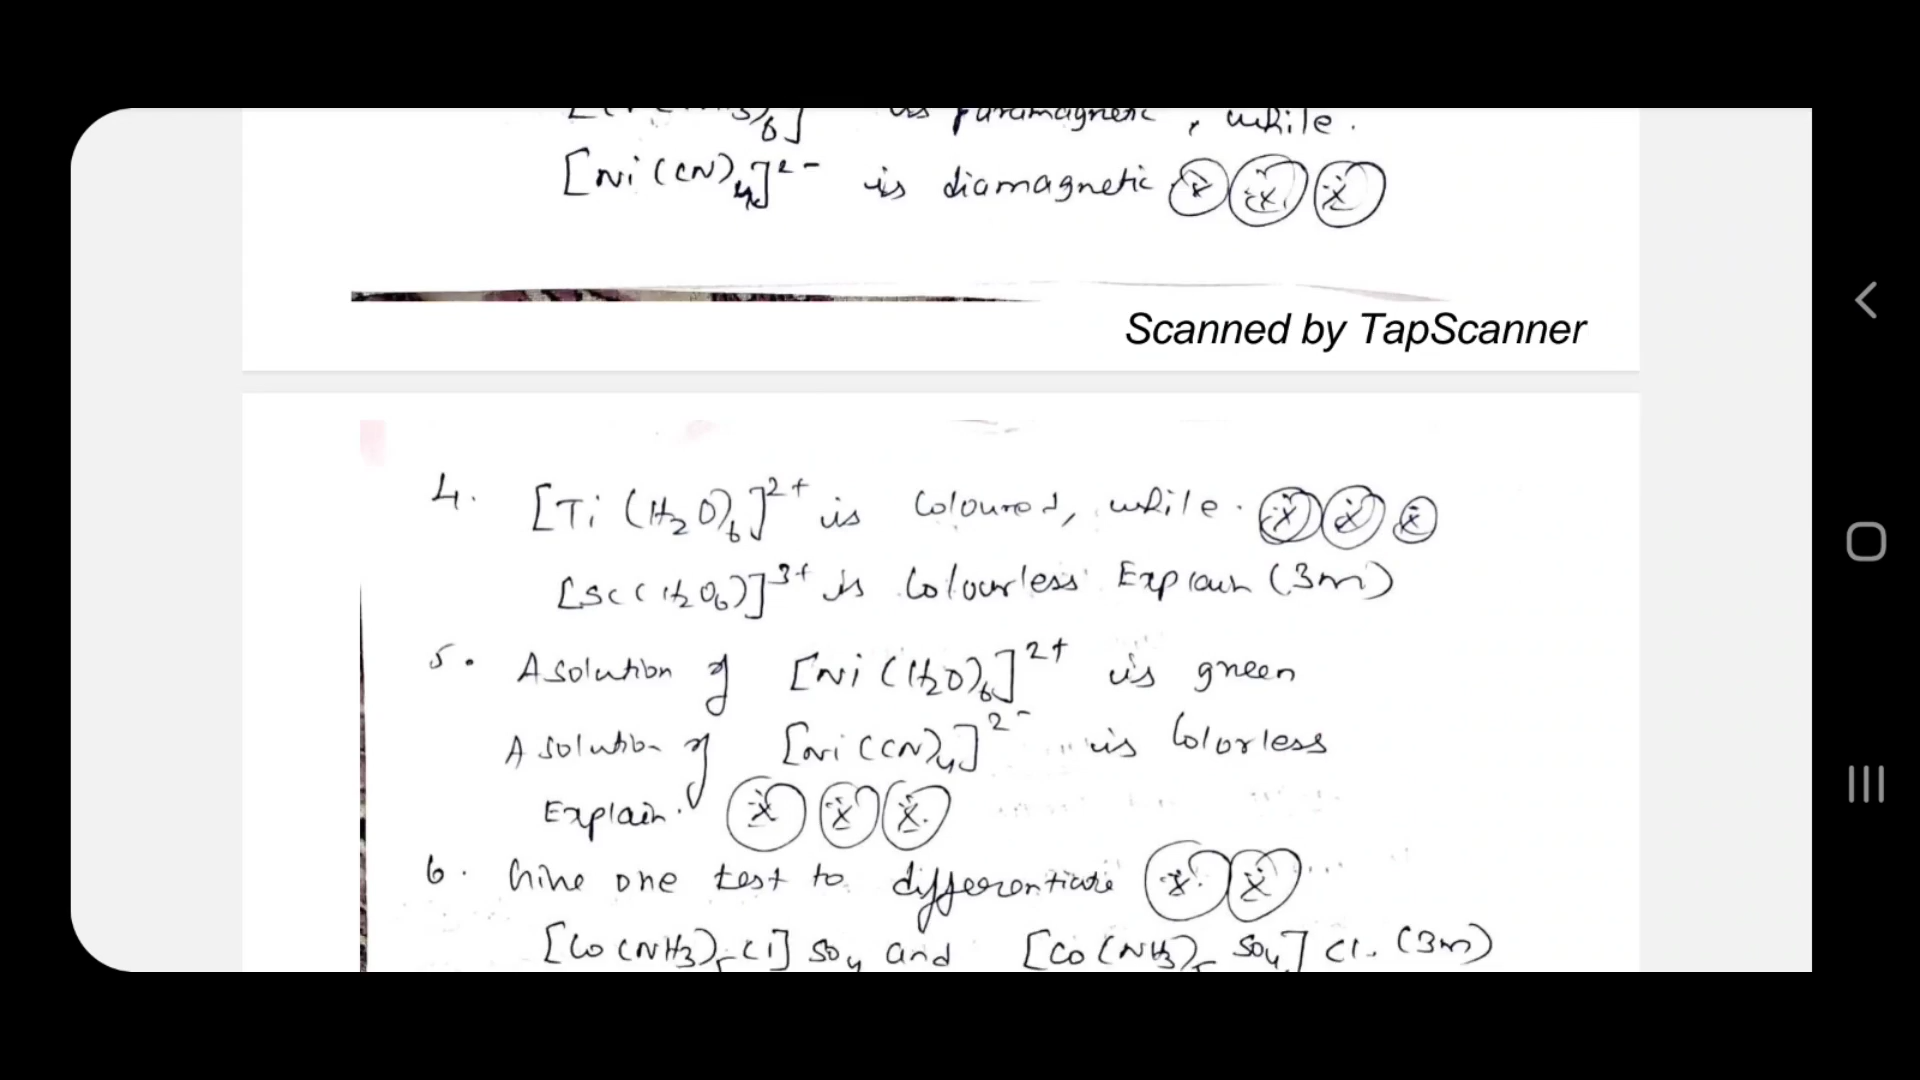 is paramagnetic, while.
[Ni(CN)₄]²⁻ is diamagnetic
Scanned by TapScanner
4. [Ti(H₂O)₆]²⁺ is Coloured, while.
[Sc(H₂O₆)]³⁺ is Colourless Explain (3m)
5. A solution of [Ni(H₂O)₆]²⁺ is green
A solution of [Ni(CN)₄]²⁻ is Colorless
Explain.
6. Give one test to differentiate
[Co(NH₃)₅Cl]SO₄ and [Co(NH₃)₅SO₄]Cl. (3m)